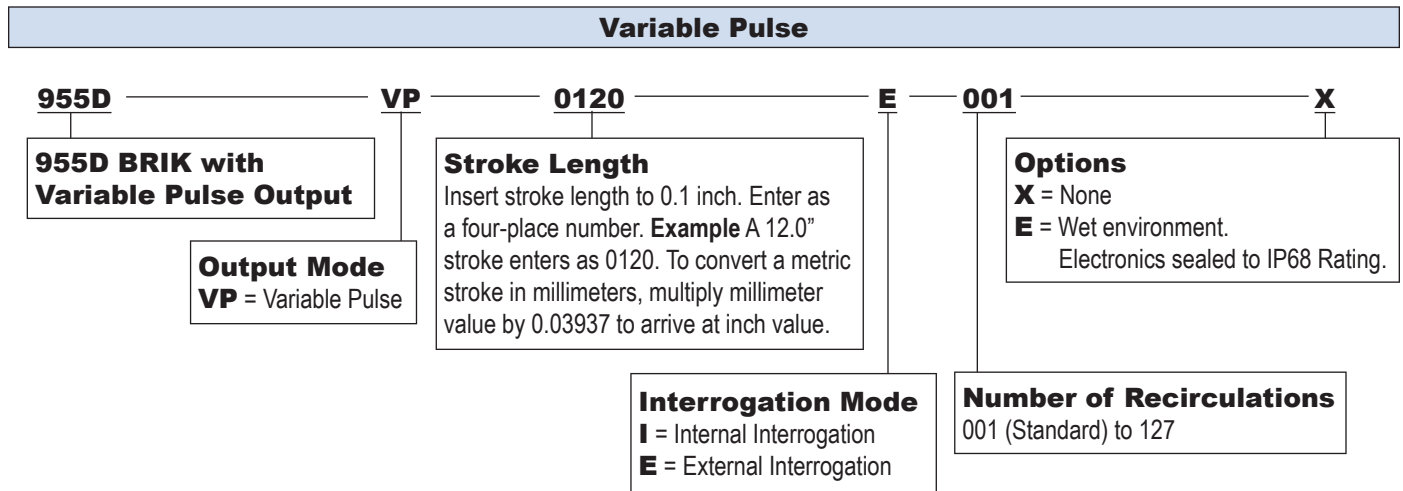 Variable Pulse
955D VP 0120 E 001 X
955D BRIK with
Variable Pulse Output
Output Mode
VP = Variable Pulse
Stroke Length
Insert stroke length to 0.1 inch. Enter as
a four-place number. Example A 12.0”
stroke enters as 0120. To convert a metric
stroke in millimeters, multiply millimeter
value by 0.03937 to arrive at inch value.
Interrogation Mode
I = Internal Interrogation
E = External Interrogation
Number of Recirculations
001 (Standard) to 127
Options
X = None
E = Wet environment.
Electronics sealed to IP68 Rating.